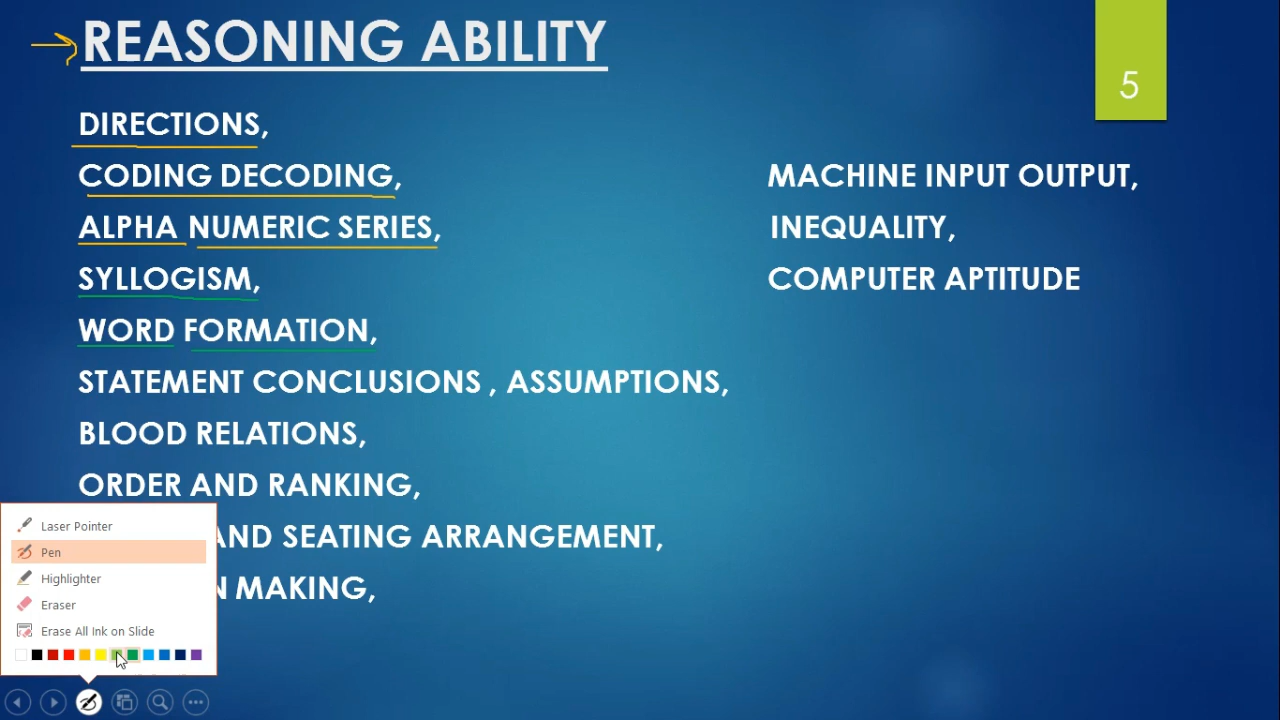 REASONING ABILITY
5
DIRECTIONS,
CODING DECODING,
ALPHA NUMERIC SERIES,
SYLLOGISM,
WORD FORMATION,
STATEMENT CONCLUSIONS , ASSUMPTIONS,
BLOOD RELATIONS,
ORDER AND RANKING,
AND SEATING ARRANGEMENT,
MAKING,
MACHINE INPUT OUTPUT,
INEQUALITY,
COMPUTER APTITUDE
Laser Pointer
Pen
Highlighter
Eraser
Erase All Ink on Slide